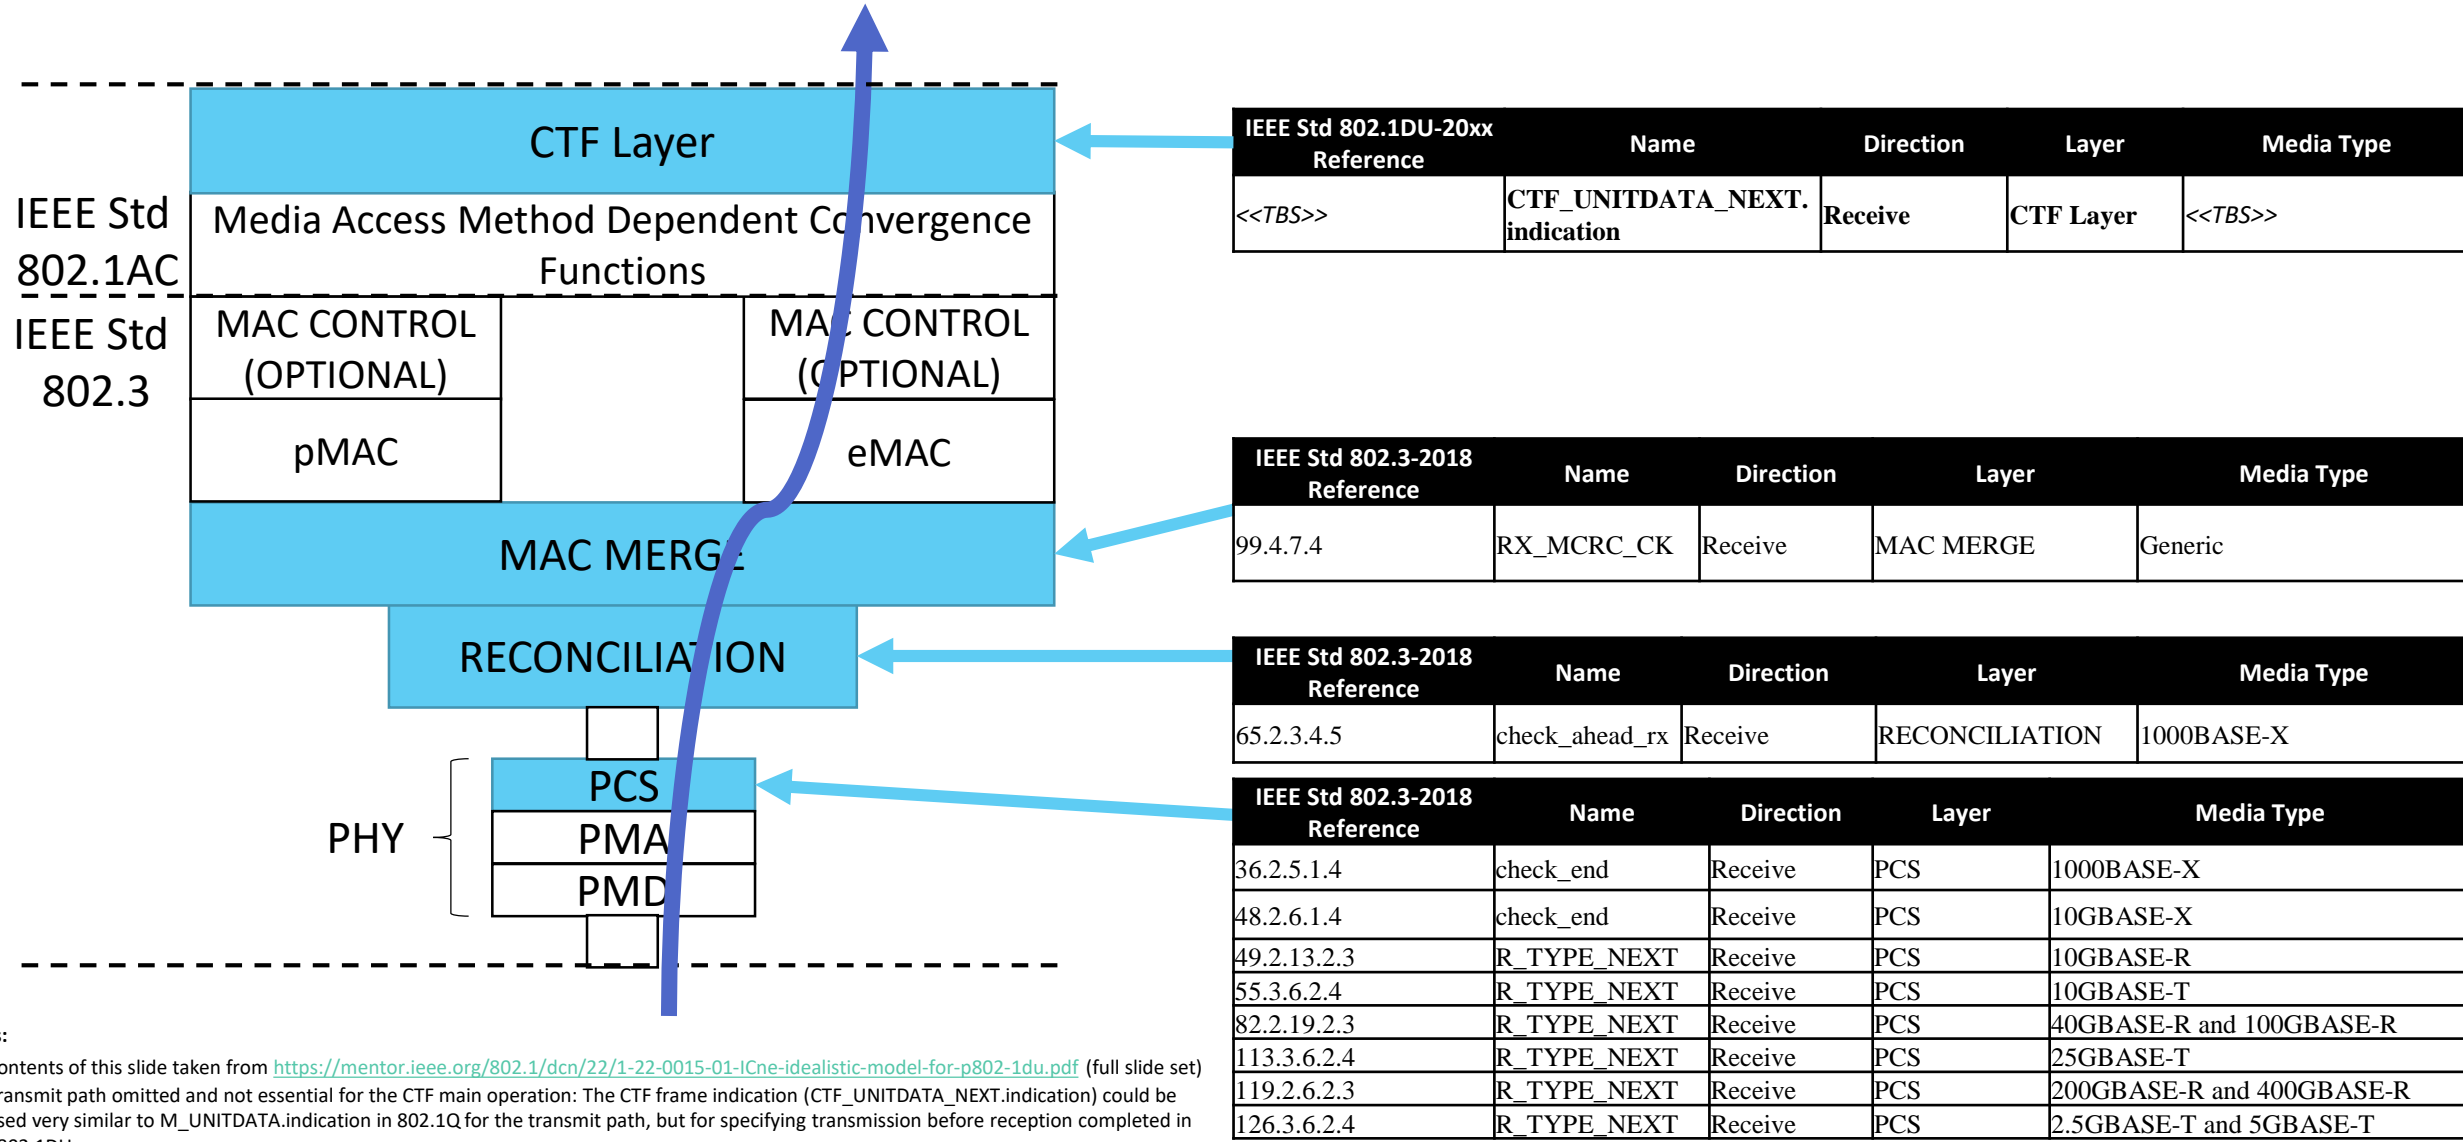 CTF Layer
IEEE Std
802.1AC
Media Access Method Dependent Convergence
Functions
IEEE Std
802.3
MAC CONTROL
(OPTIONAL)
MAC CONTROL
(OPTIONAL)
pMAC
eMAC
MAC MERGE
RECONCILIATION
PHY
PCS
PMA
PMD
IEEE Std 802.1DU-20xx Reference Name Direction Layer Media Type
<<TBS>> CTF_UNITDATA_NEXT.indication Receive CTF Layer <<TBS>>
IEEE Std 802.3-2018 Reference Name Direction Layer Media Type
99.4.7.4 RX_MCRC_CK Receive MAC MERGE Generic
IEEE Std 802.3-2018 Reference Name Direction Layer Media Type
65.2.3.4.5 check_ahead_rx Receive RECONCILIATION 1000BASE-X
IEEE Std 802.3-2018 Reference Name Direction Layer Media Type
36.2.5.1.4 check_end Receive PCS 1000BASE-X
48.2.6.1.4 check_end Receive PCS 10GBASE-X
49.2.13.2.3 R_TYPE_NEXT Receive PCS 10GBASE-R
55.3.6.2.4 R_TYPE_NEXT Receive PCS 10GBASE-T
82.2.19.2.3 R_TYPE_NEXT Receive PCS 40GBASE-R and 100GBASE-R
113.3.6.2.4 R_TYPE_NEXT Receive PCS 25GBASE-T
119.2.6.2.3 R_TYPE_NEXT Receive PCS 200GBASE-R and 400GBASE-R
126.3.6.2.4 R_TYPE_NEXT Receive PCS 2.5GBASE-T and 5GBASE-T
s:
ontents of this slide taken from https://mentor.ieee.org/802.1/dcn/22/1-22-0015-01-ICne-idealistic-model-for-p802-1du.pdf (full slide set)
ransmit path omitted and not essential for the CTF main operation: The CTF frame indication (CTF_UNITDATA_NEXT.indication) could be
sed very similar to M_UNITDATA.indication in 802.1Q for the transmit path, but for specifying transmission before reception completed in